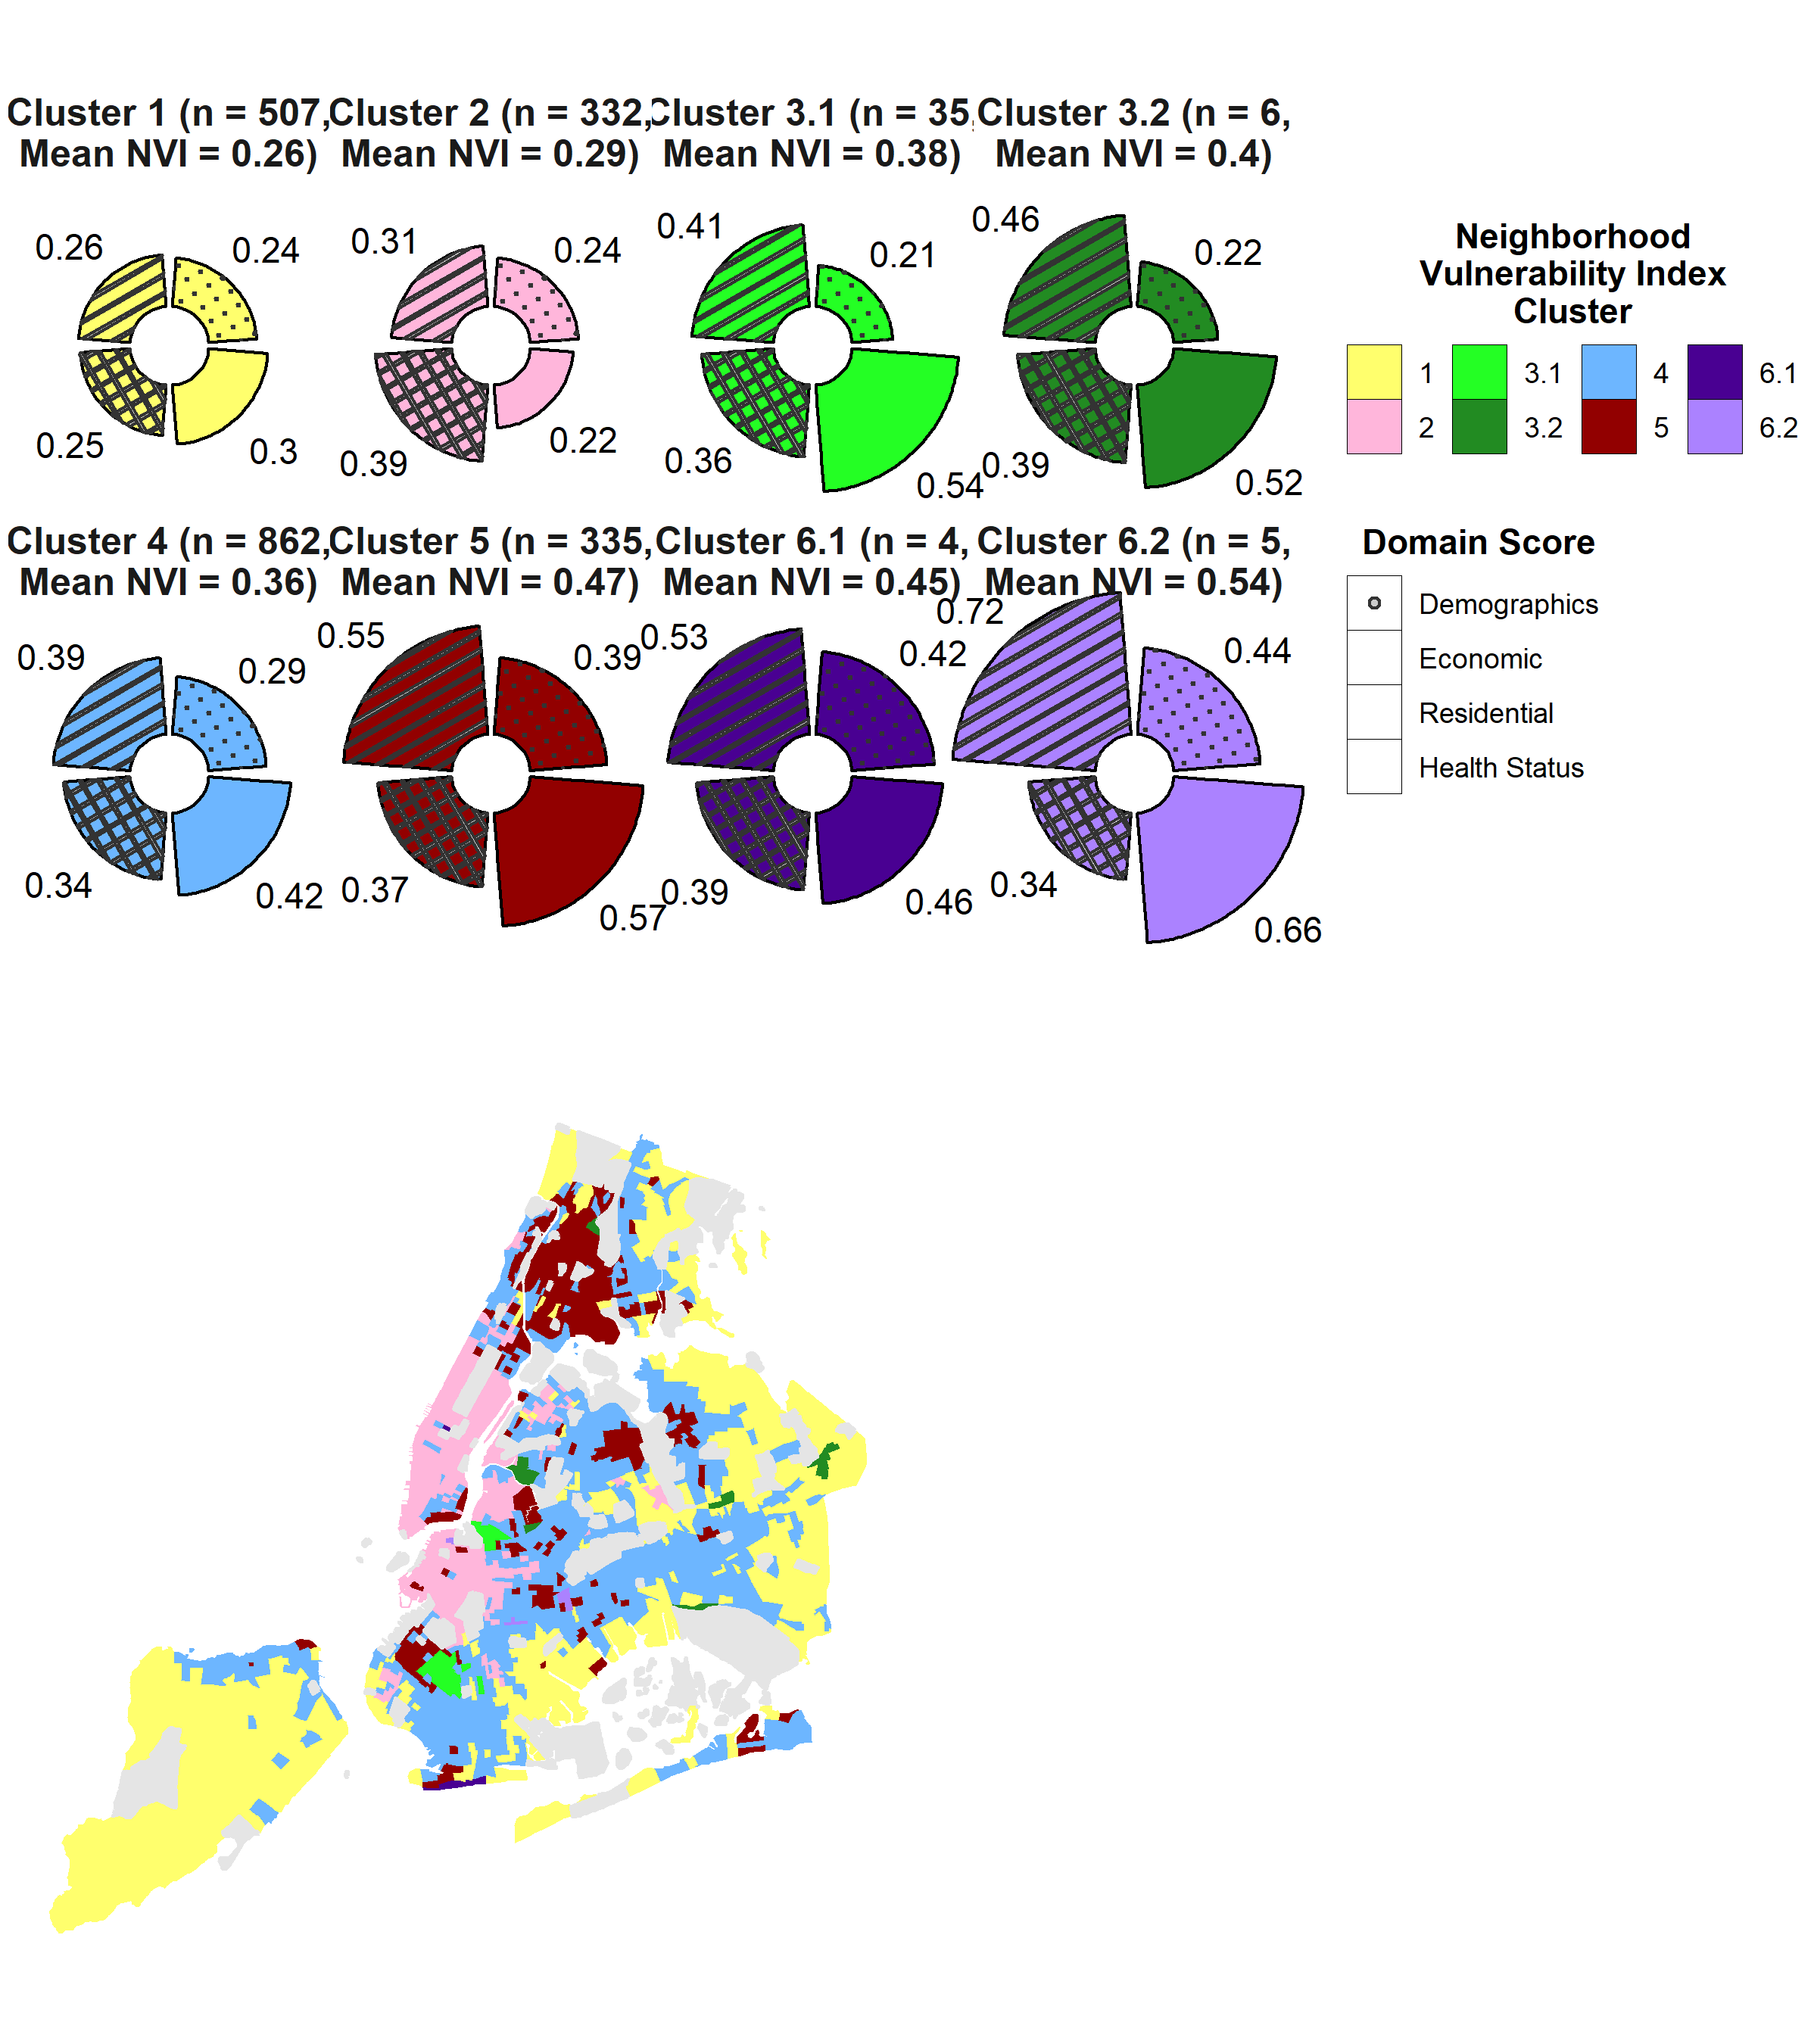 Cluster 1 (n = 507,
Mean NVI = 0.26)
Cluster 2 (n = 332,
Mean NVI = 0.29)
Cluster 3.1 (n = 35,
Mean NVI = 0.38)
Cluster 3.2 (n = 6,
Mean NVI = 0.4)
0.26
0.24
0.25
0.3
0.31
0.24
0.39
0.22
0.41
0.21
0.36
0.54
0.46
0.22
0.39
0.52
Cluster 4 (n = 862,
Mean NVI = 0.36)
Cluster 5 (n = 335,
Mean NVI = 0.47)
Cluster 6.1 (n = 4,
Mean NVI = 0.45)
Cluster 6.2 (n = 5,
Mean NVI = 0.54)
0.39
0.29
0.34
0.42
0.55
0.39
0.37
0.57
0.53
0.42
0.39
0.46
0.72
0.44
0.34
0.66
Neighborhood
Vulnerability Index
Cluster
1
3.1
4
6.1
2
3.2
5
6.2
Domain Score
Demographics
Economic
Residential
Health Status